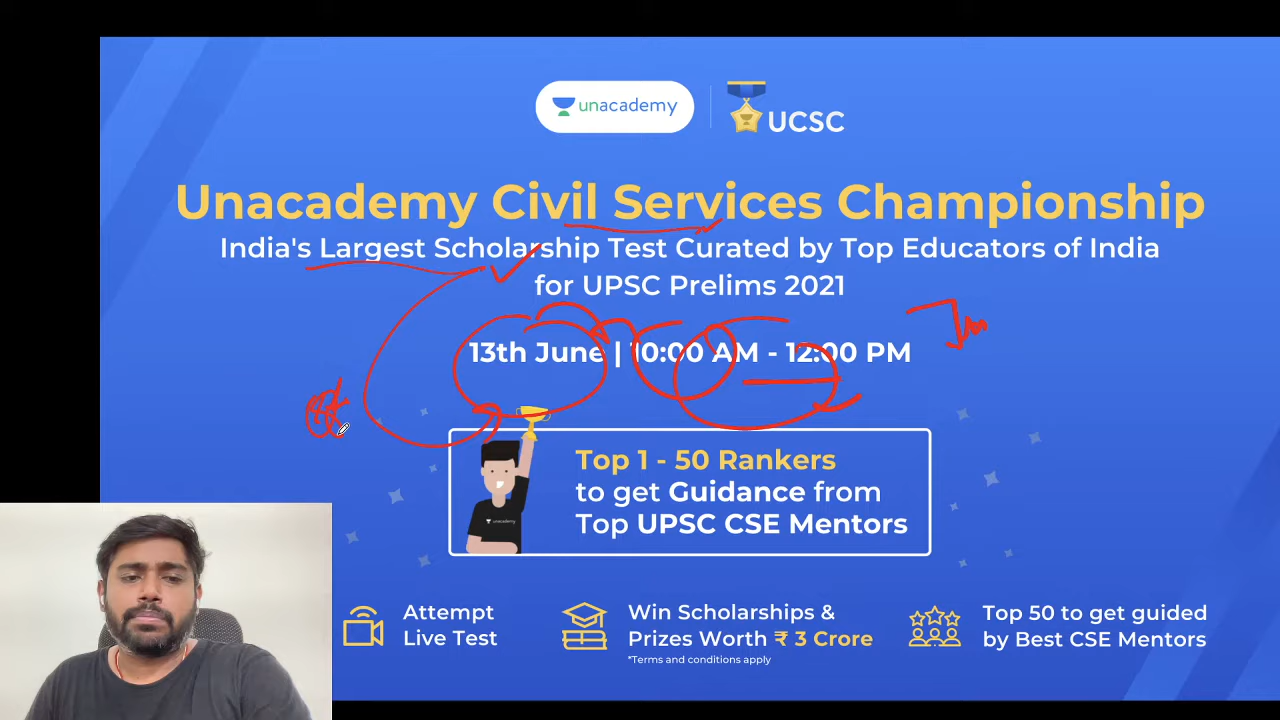 unacademy
UCSC
Unacademy Civil Services Championship
India's Largest Scholarship Test Curated by Top Educators of India
for UPSC Prelims 2021
13th June | 10:00 AM - 12:00 PM
Top 1 - 50 Rankers
to get Guidance from
Top UPSC CSE Mentors
unacademy
Attempt
Live Test
Win Scholarships &
Prizes Worth ₹ 3 Crore
*Terms and conditions apply
Top 50 to get guided
by Best CSE Mentors